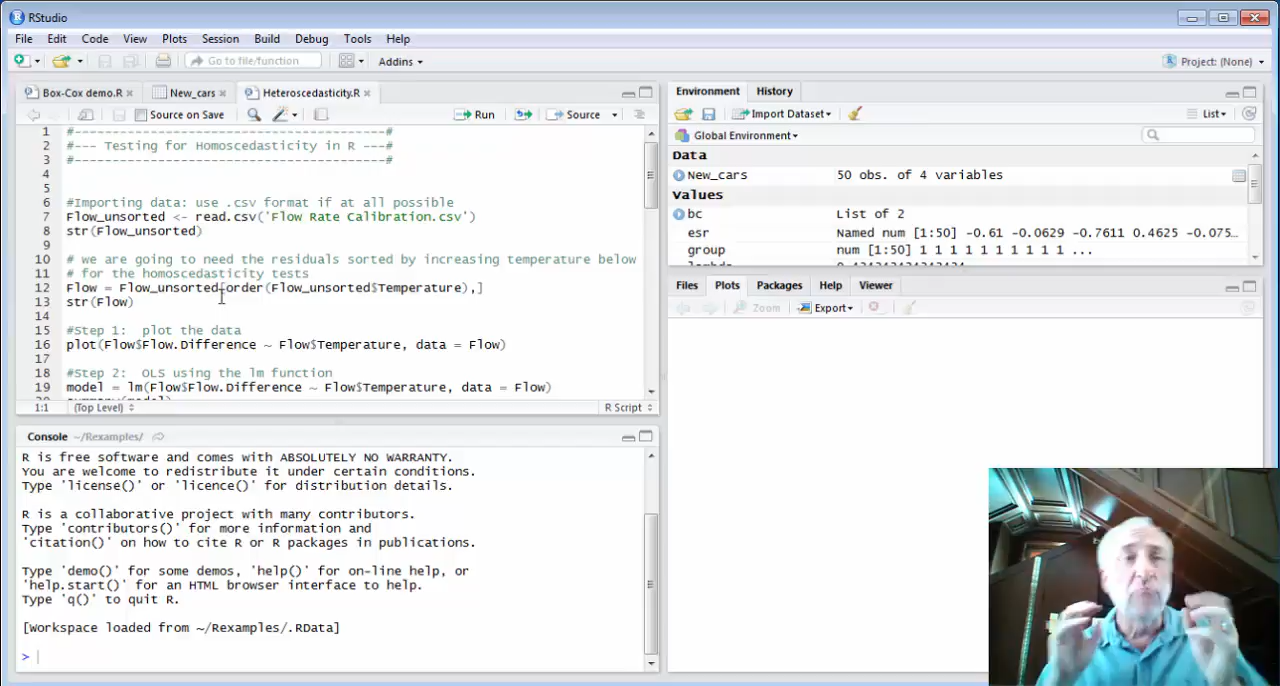 RStudio
File Edit Code View Plots Session Build Debug Tools Help
Go to file/function Addins Project: (None)
Box-Cox demo.R New_cars Heteroscedasticity.R
Source on Save Run Source
1 #---------------------------------------#
2 #--- Testing for Homoscedasticity in R ---#
3 #---------------------------------------#
4
5
6 #Importing data: use .csv format if at all possible
7 Flow_unsorted <- read.csv('Flow Rate Calibration.csv')
8 str(Flow_unsorted)
9
10 # we are going to need the residuals sorted by increasing temperature below
11 # for the homoscedasticity tests
12 Flow = Flow_unsorted[order(Flow_unsorted$Temperature),]
13 str(Flow)
14
15 #Step 1: plot the data
16 plot(Flow$Flow.Difference ~ Flow$Temperature, data = Flow)
17
18 #Step 2: OLS using the lm function
19 model = lm(Flow$Flow.Difference ~ Flow$Temperature, data = Flow)
1:1 (Top Level) R Script
Console ~/Rexamples/
R is free software and comes with ABSOLUTELY NO WARRANTY.
You are welcome to redistribute it under certain conditions.
Type 'license()' or 'licence()' for distribution details.
R is a collaborative project with many contributors.
Type 'contributors()' for more information and
'citation()' on how to cite R or R packages in publications.
Type 'demo()' for some demos, 'help()' for on-line help, or
'help.start()' for an HTML browser interface to help.
Type 'q()' to quit R.
[Workspace loaded from ~/Rexamples/.RData]
>
Environment History
Import Dataset List
Global Environment
Data
New_cars 50 obs. of 4 variables
Values
bc List of 2
esr Named num [1:50] -0.61 -0.0629 -0.7611 0.4625 -0.075…
group num [1:50] 1 1 1 1 1 1 1 1 1 1 ...
Files Plots Packages Help Viewer
Zoom Export